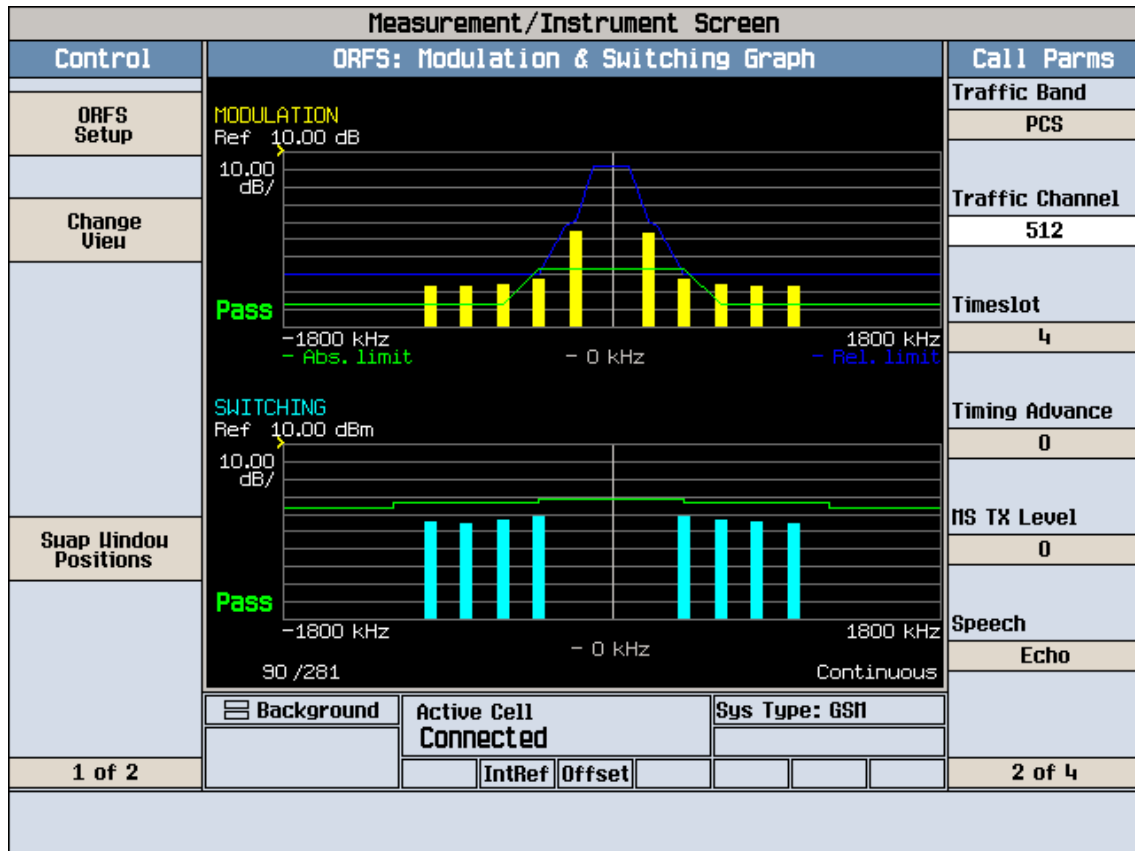 Measurement/Instrument Screen
Control
ORFS: Modulation & Switching Graph
Call Parms
ORFS
Setup
Change
View
Swap Window
Positions
1 of 2
MODULATION
Ref 10.00 dB
10.00
dB/
Pass
-1800 kHz
1800 kHz
- Abs. limit
- 0 kHz
- Rel. limit
SWITCHING
Ref 10.00 dBm
10.00
dB/
Pass
-1800 kHz
1800 kHz
- 0 kHz
90 /281
Continuous
Background
Active Cell
Connected
Sys Type: GSM
IntRef
Offset
Traffic Band
PCS
Traffic Channel
512
Timeslot
4
Timing Advance
0
MS TX Level
0
Speech
Echo
2 of 4